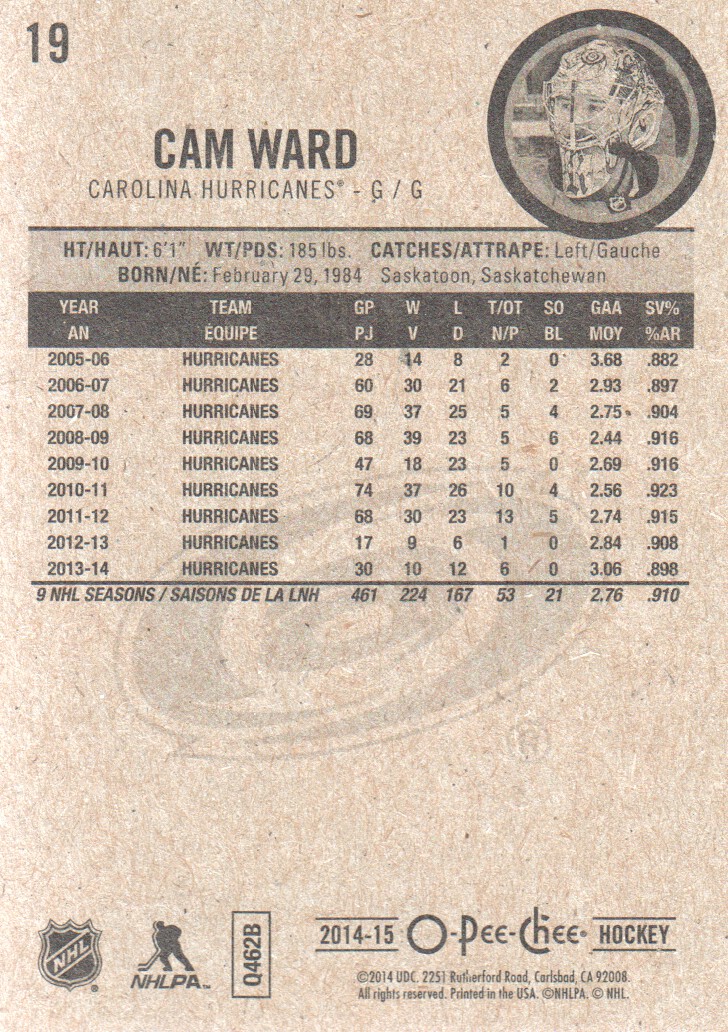 19
CAM WARD
CAROLINA HURRICANES® - G / G
HT/HAUT: 6'1" WT/PDS: 185 lbs. CATCHES/ATTRAPE: Left/Gauche
BORN/NÉ: February 29, 1984 Saskatoon, Saskatchewan
YEAR TEAM GP W L T/OT SO GAA SV%
AN ÉQUIPE PJ V D N/P BL MOY %AR
2005-06 HURRICANES 28 14 8 2 0 3.68 .882
2006-07 HURRICANES 60 30 21 6 2 2.93 .897
2007-08 HURRICANES 69 37 25 5 4 2.75 .904
2008-09 HURRICANES 68 39 23 5 6 2.44 .916
2009-10 HURRICANES 47 18 23 5 0 2.69 .916
2010-11 HURRICANES 74 37 26 10 4 2.56 .923
2011-12 HURRICANES 68 30 23 13 5 2.74 .915
2012-13 HURRICANES 17 9 6 1 0 2.84 .908
2013-14 HURRICANES 30 10 12 6 0 3.06 .898
9 NHL SEASONS / SAISONS DE LA LNH 461 224 167 53 21 2.76 .910
®
NHL®
NHLPA™
Q462B
2014-15 O-Pee-Chee® HOCKEY
©2014 UDC. 2251 Rutherford Road, Carlsbad, CA 92008.
All rights reserved. Printed in the USA. ©NHLPA. © NHL.